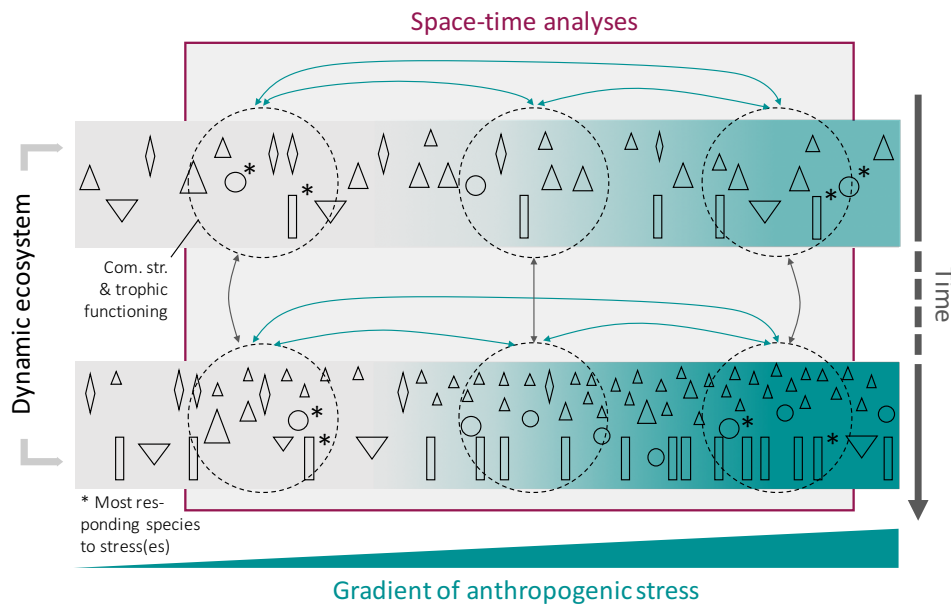 Space-time analyses
Dynamic ecosystem
*
*
*
*
Com. str.
& trophic
functioning
Time
*
*
*
*
* Most res-
ponding species
to stress(es)
Gradient of anthropogenic stress